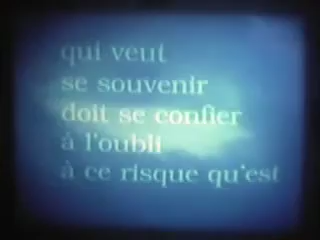 qui veut
se souvenir
doit se confier
à l'oubli
à ce risque qu'est